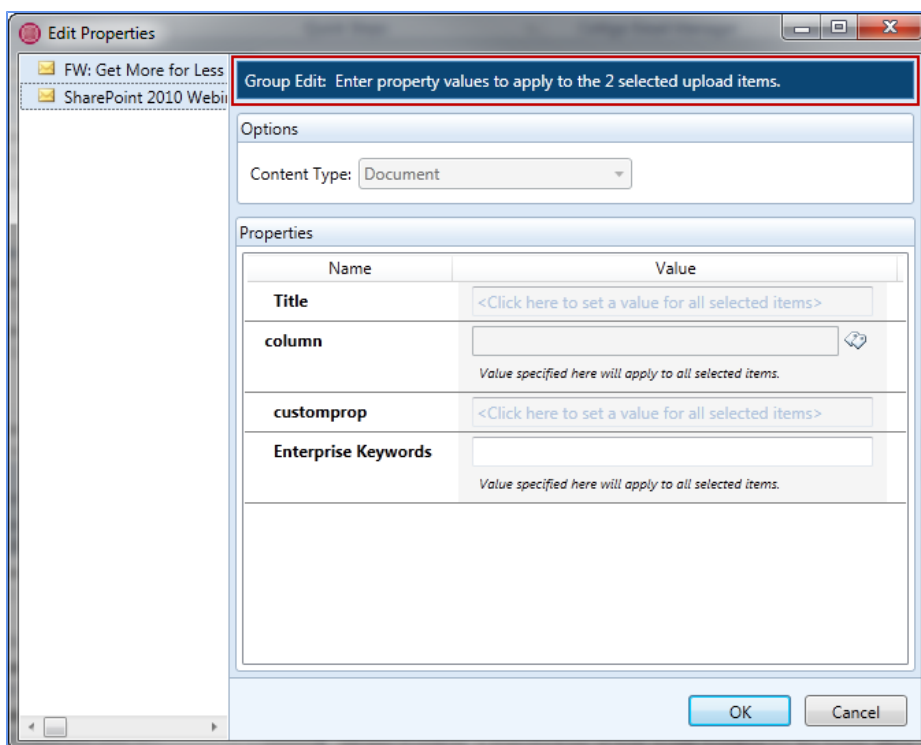 Edit Properties
FW: Get More for Less
SharePoint 2010 Webi
Group Edit: Enter property values to apply to the 2 selected upload items.
Options
Content Type: Document
Properties
Name Value
Title <Click here to set a value for all selected items>
column
Value specified here will apply to all selected items.
customprop <Click here to set a value for all selected items>
Enterprise Keywords
Value specified here will apply to all selected items.
OK Cancel